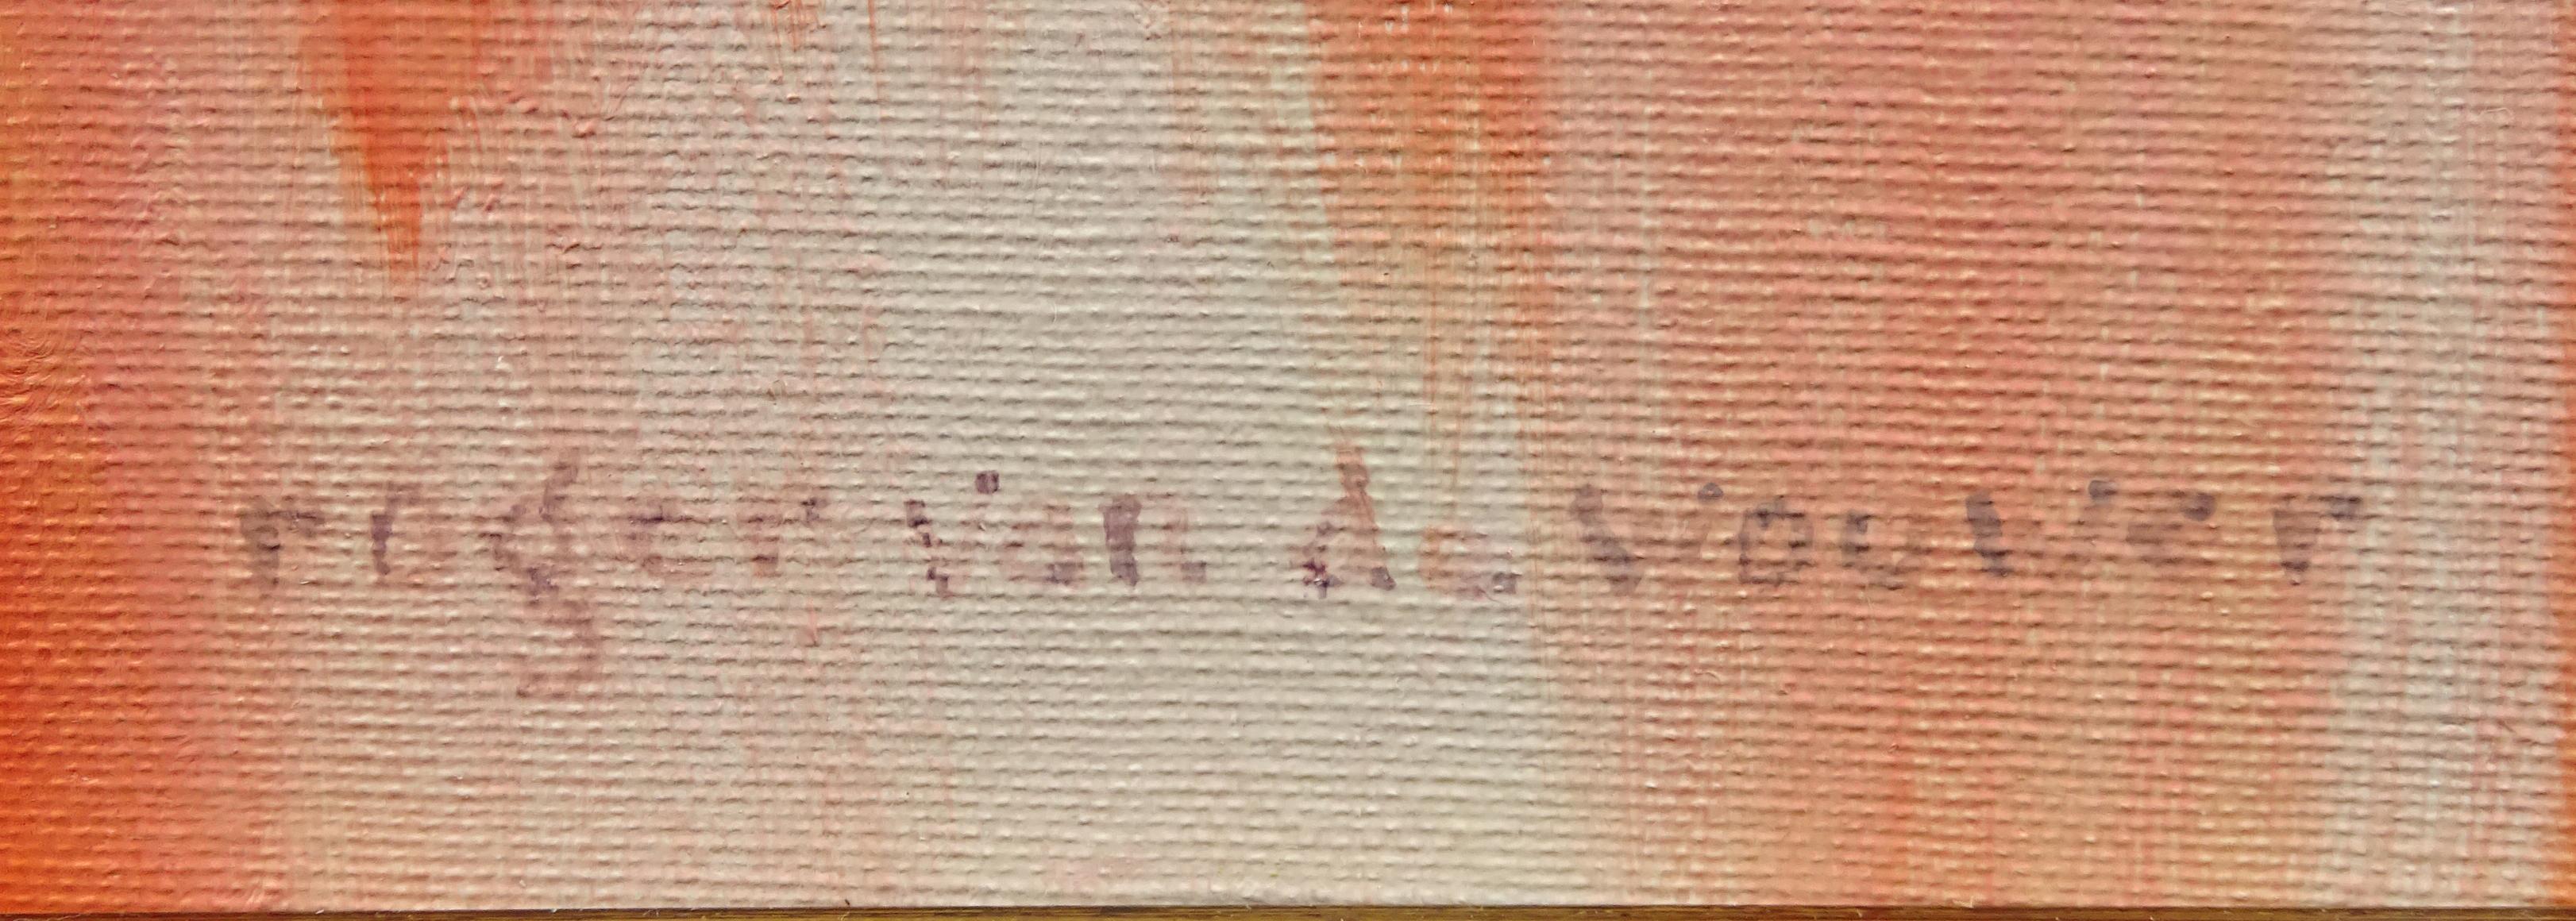 roger van de Wouwer